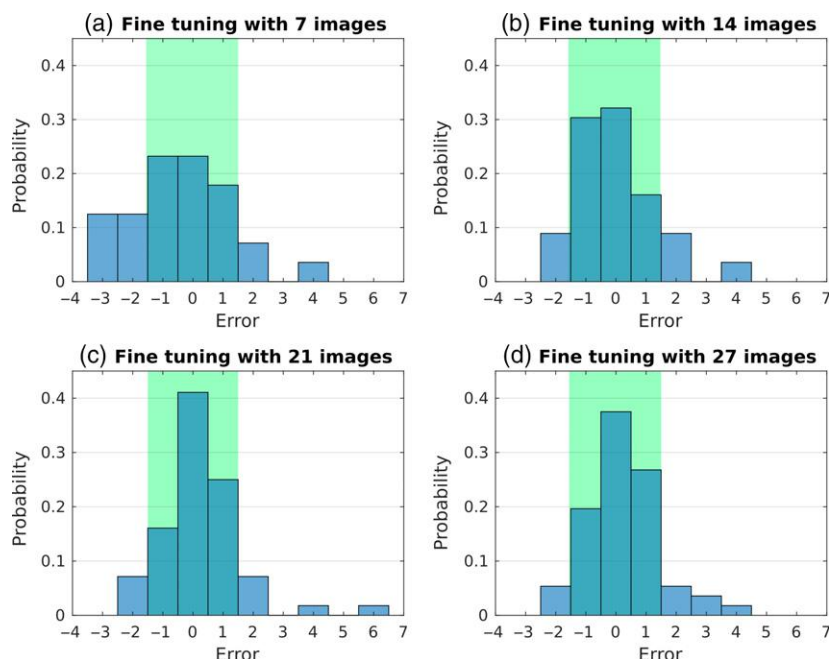 (a) Fine tuning with 7 images
0.4
0.3
0.2
0.1
0
Probability
−4 −3 −2 −1 0 1 2 3 4 5 6 7
Error
(b) Fine tuning with 14 images
0.4
0.3
0.2
0.1
0
Probability
−4 −3 −2 −1 0 1 2 3 4 5 6 7
Error
(c) Fine tuning with 21 images
0.4
0.3
0.2
0.1
0
Probability
−4 −3 −2 −1 0 1 2 3 4 5 6 7
Error
(d) Fine tuning with 27 images
0.4
0.3
0.2
0.1
0
Probability
−4 −3 −2 −1 0 1 2 3 4 5 6 7
Error